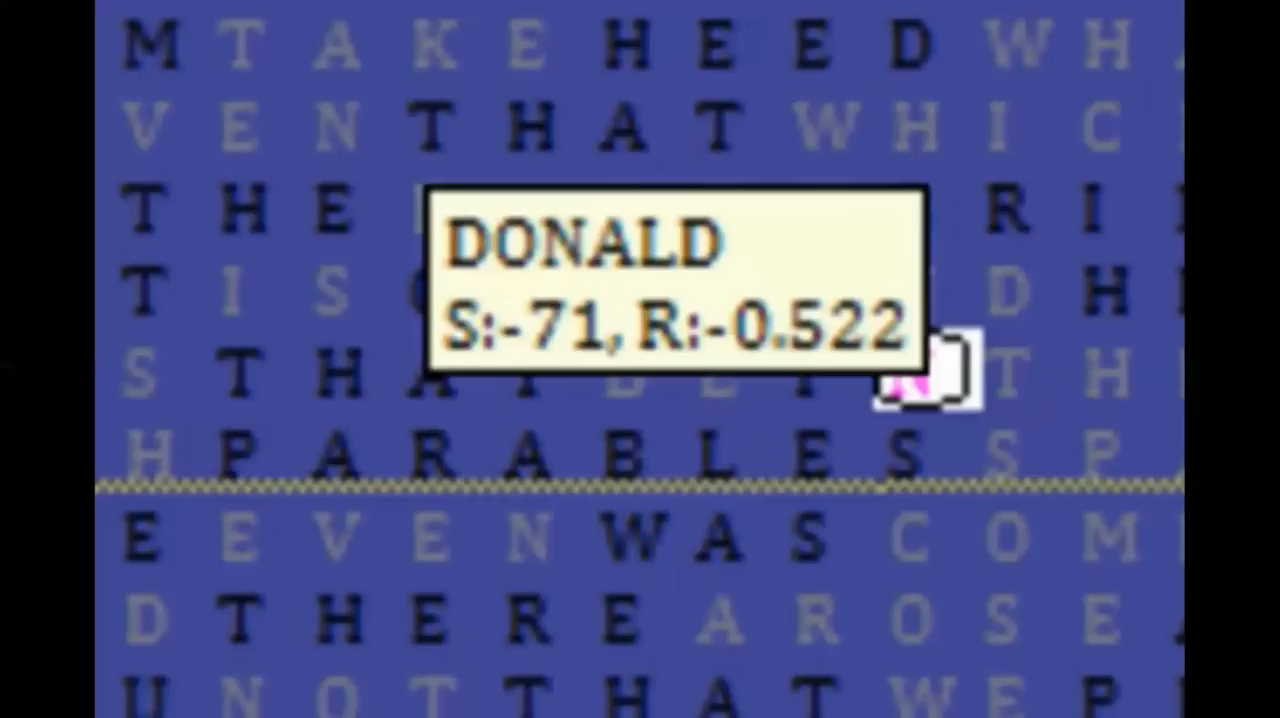 M T A K E H E E D W H
V E N T H A T W H I C
T H E R I
DONALD
T I S D H
S:-71, R:-0.522
S T H A T B E T N T H
H P A R A B L E S S P
E E V E N W A S C O M
D T H E R E A R O S E
U N O T T H A T W E P